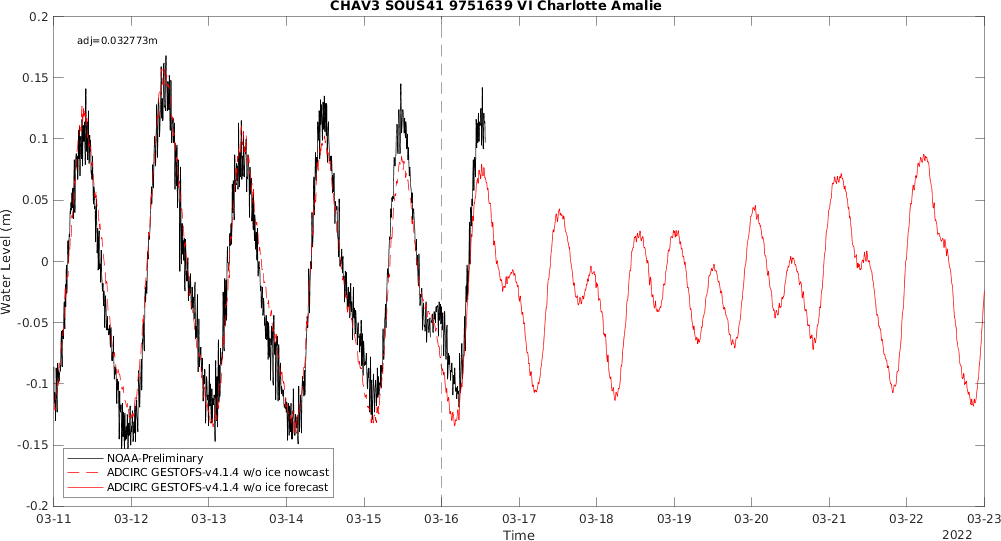 CHAV3 SOUS41 9751639 VI Charlotte Amalie
adj=0.032773m
0.2
0.15
0.1
0.05
0
-0.05
-0.1
-0.15
-0.2
Water Level (m)
NOAA-Preliminary
ADCIRC GESTOFS-v4.1.4 w/o ice nowcast
ADCIRC GESTOFS-v4.1.4 w/o ice forecast
03-11 03-12 03-13 03-14 03-15 03-16 03-17 03-18 03-19 03-20 03-21 03-22 03-23
Time
2022